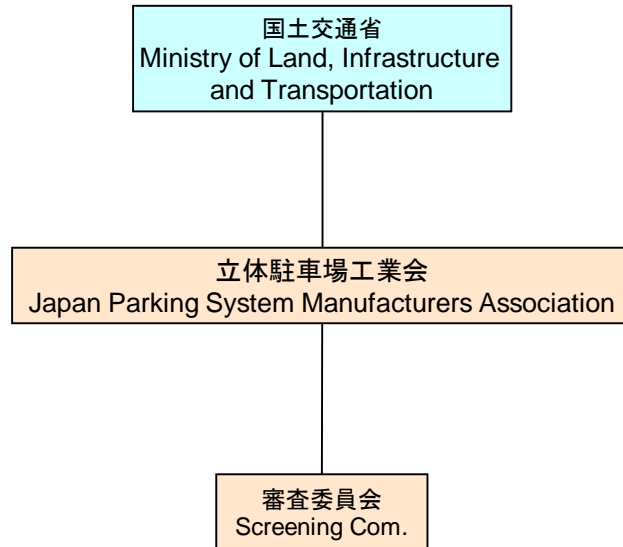 国土交通省
Ministry of Land, Infrastructure
and Transportation
立体駐車場工業会
Japan Parking System Manufacturers Association
審査委員会
Screening Com.